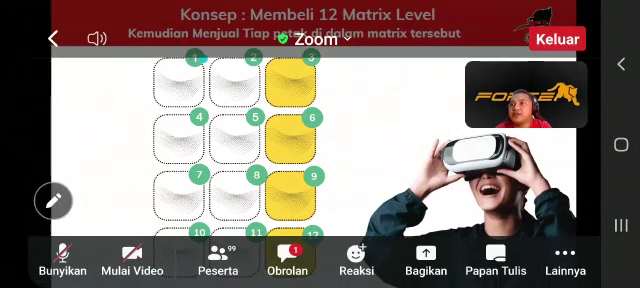 Konsep : Membeli 12 Matrix Level
Kemudian Menjual Tiap petak di dalam matrix tersebut
Zoom
Keluar
1
2
3
4
5
6
7
8
9
10
11
12
FORCE
Bunyikan
Mulai Video
99
Peserta
1
Obrolan
Reaksi
Bagikan
Papan Tulis
Lainnya